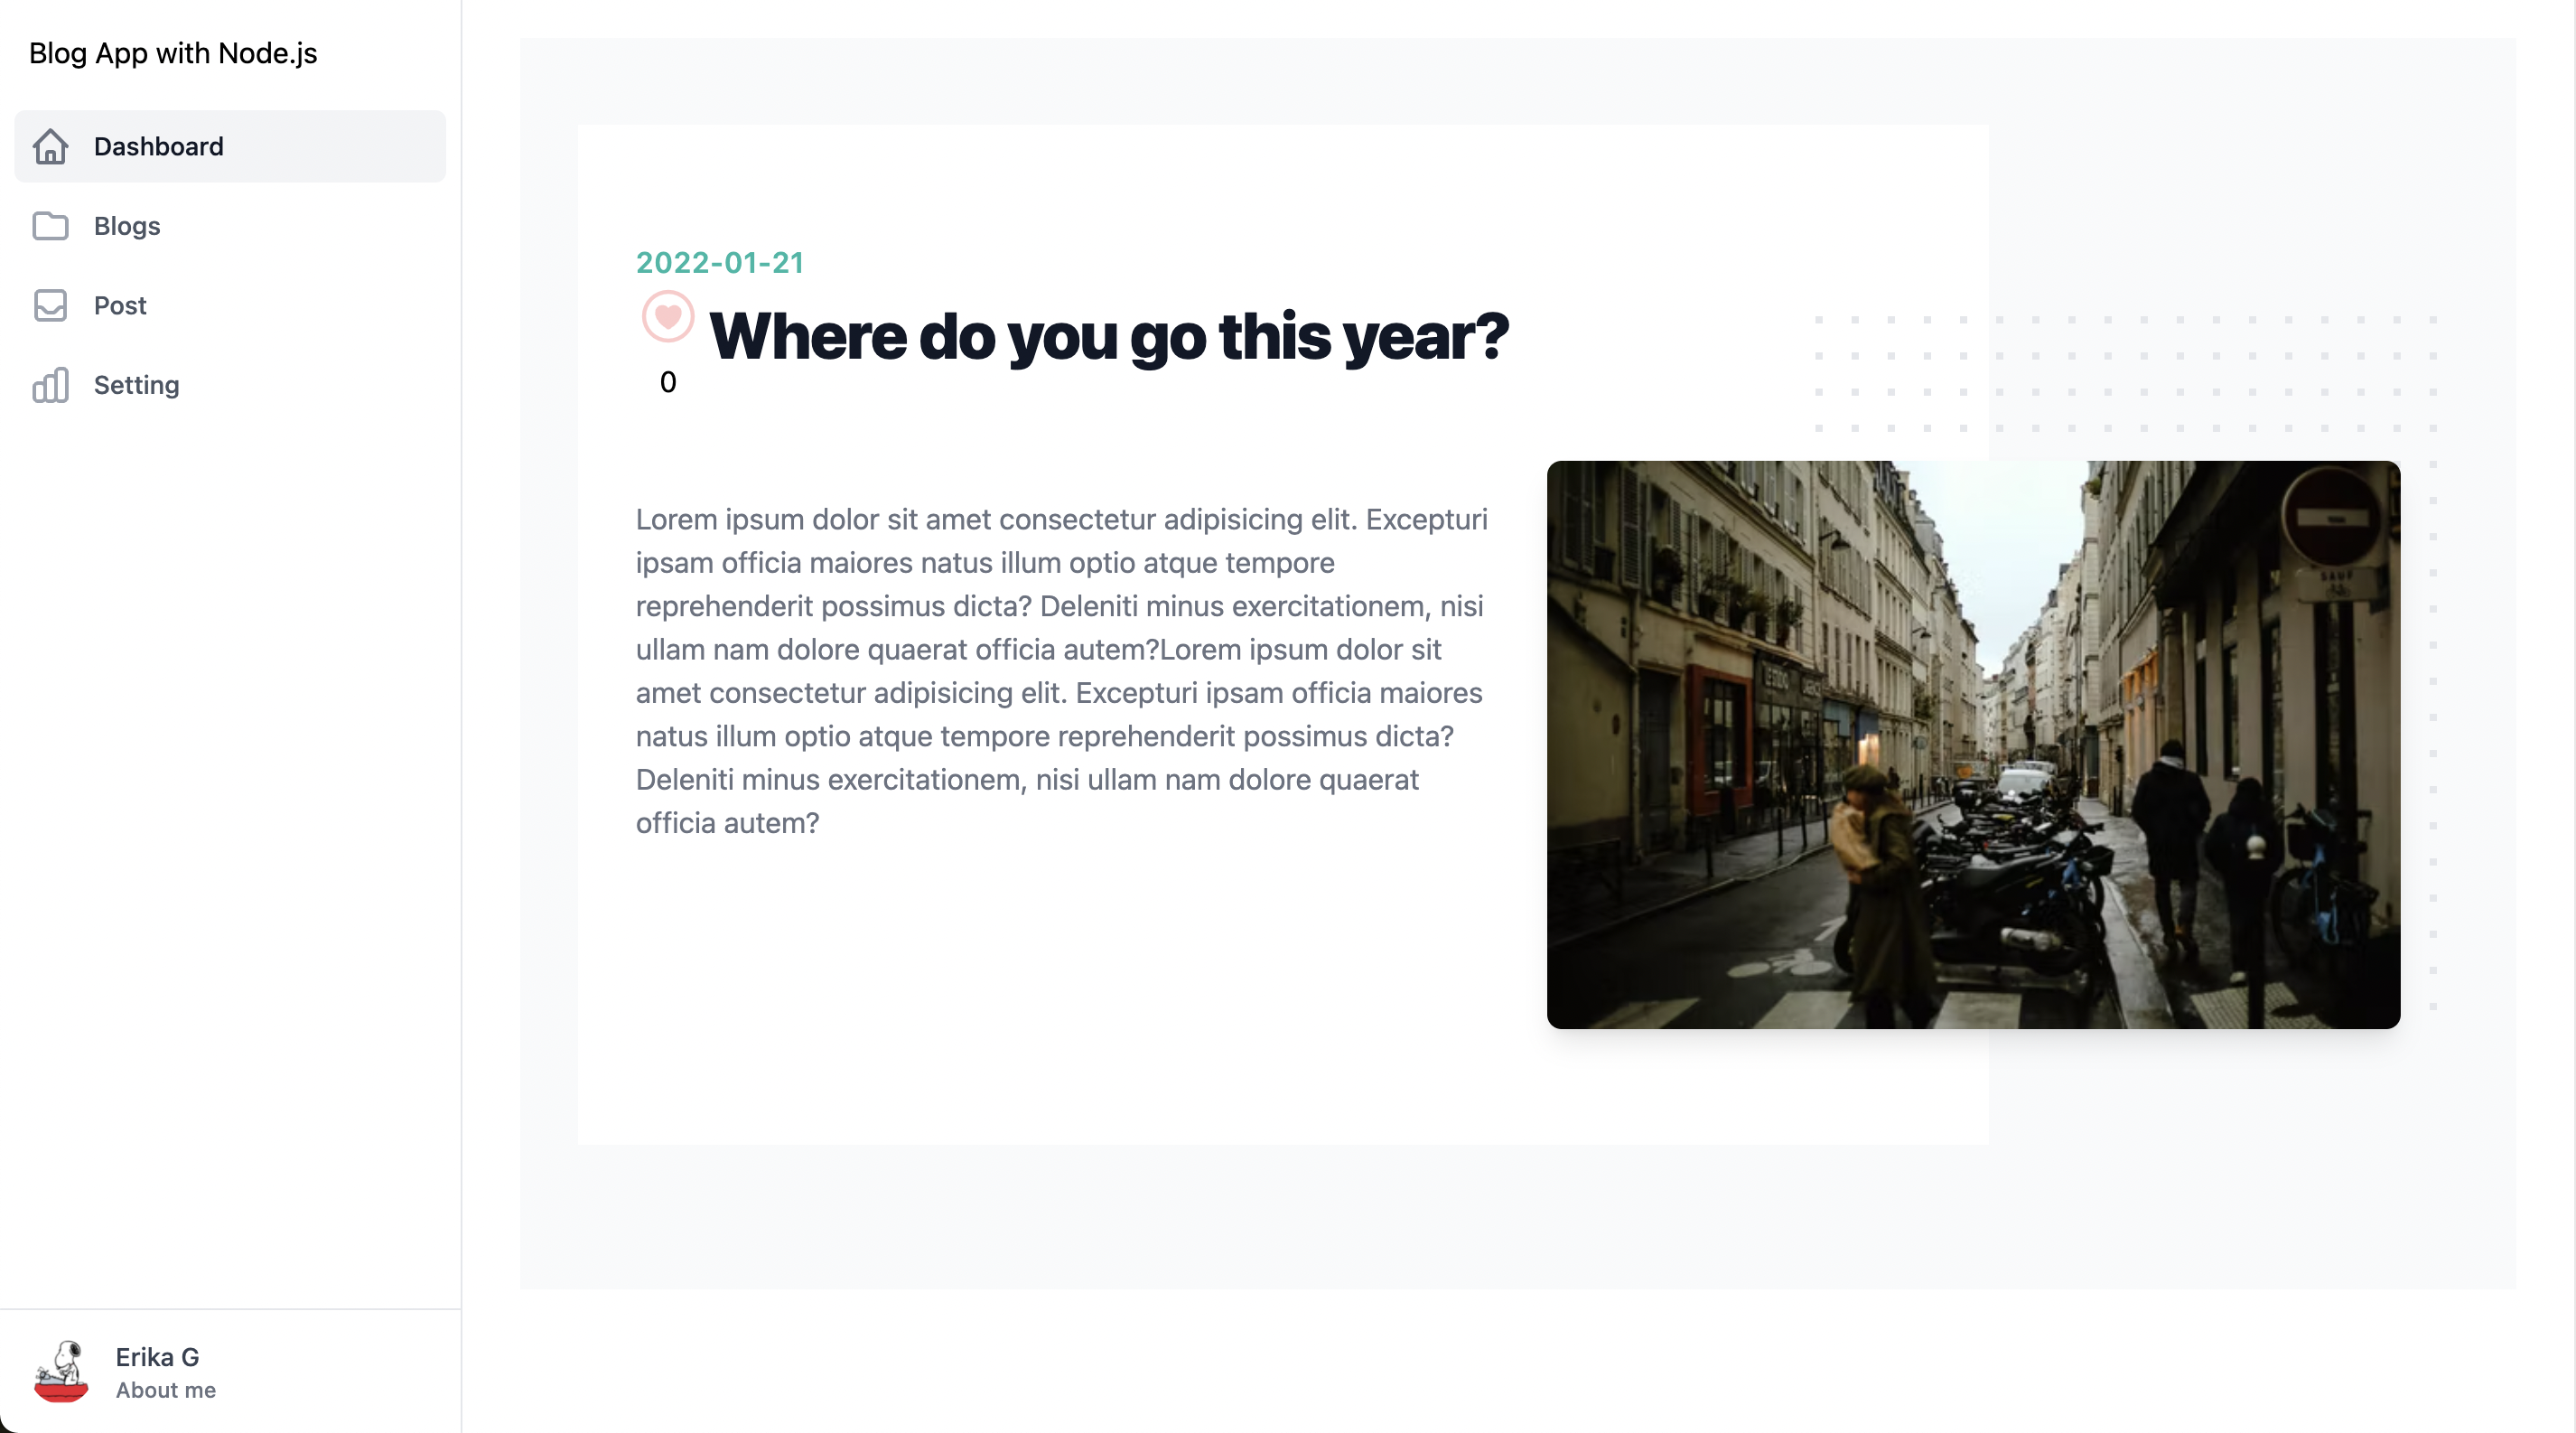 Blog App with Node.js
Dashboard
Blogs
Post
Setting
2022-01-21
Where do you go this year?
0
Lorem ipsum dolor sit amet consectetur adipisicing elit. Excepturi
ipsam officia maiores natus illum optio atque tempore
reprehenderit possimus dicta? Deleniti minus exercitationem, nisi
ullam nam dolore quaerat officia autem?Lorem ipsum dolor sit
amet consectetur adipisicing elit. Excepturi ipsam officia maiores
natus illum optio atque tempore reprehenderit possimus dicta?
Deleniti minus exercitationem, nisi ullam nam dolore quaerat
officia autem?
SAUF
Erika G
About me